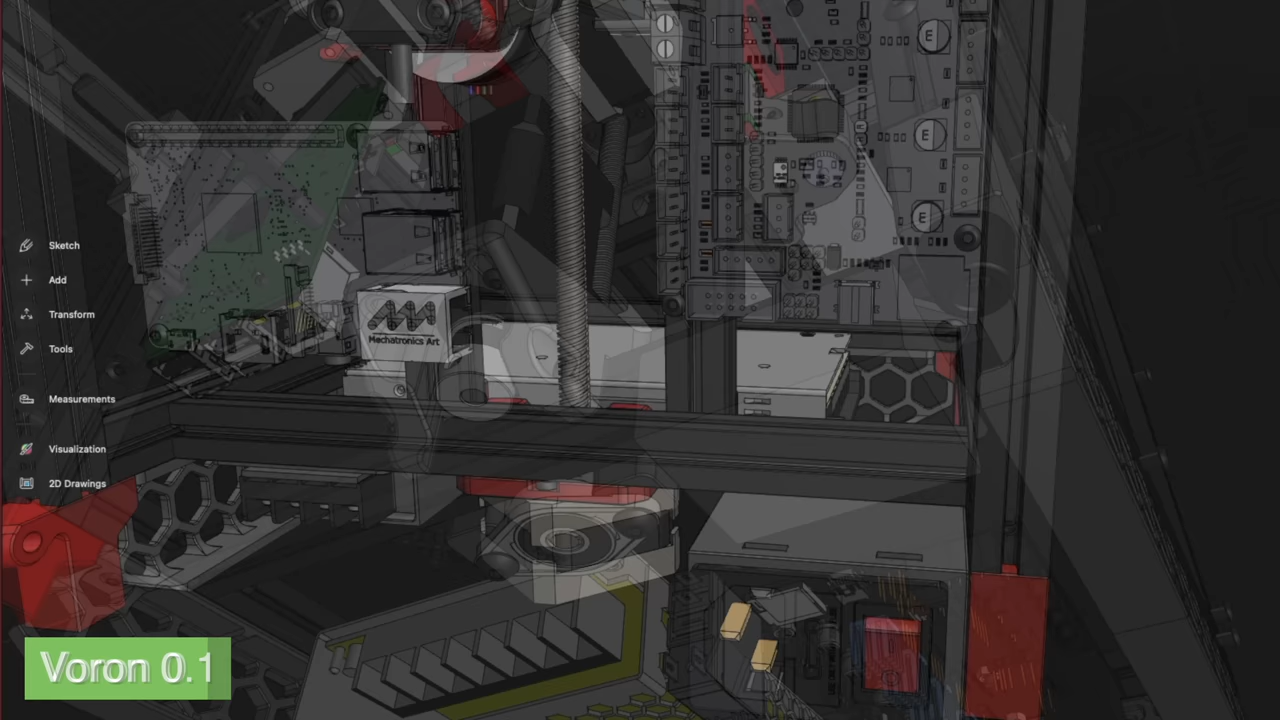 Sketch
Add
Transform
Tools
Measurements
Visualization
2D Drawings
Mechatronics Art
E
E
E
Voron 0.1